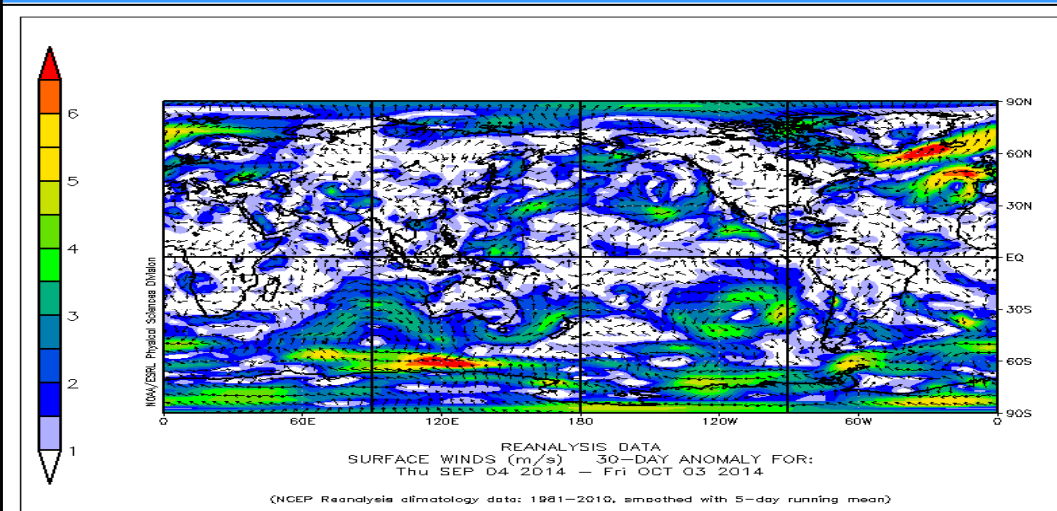 6
5
4
3
2
1
NOAA/ESRL Physical Sciences Division
90N
60N
30N
EQ
30S
60S
90S
0 60E 120E 180 120W 60W 0
REANALYSIS DATA
SURFACE WINDS (m/s) 30-DAY ANOMALY FOR:
Thu SEP 04 2014 – Fri OCT 03 2014
(NCEP Reanalysis climatology data: 1981-2010, smoothed with 5-day running mean)